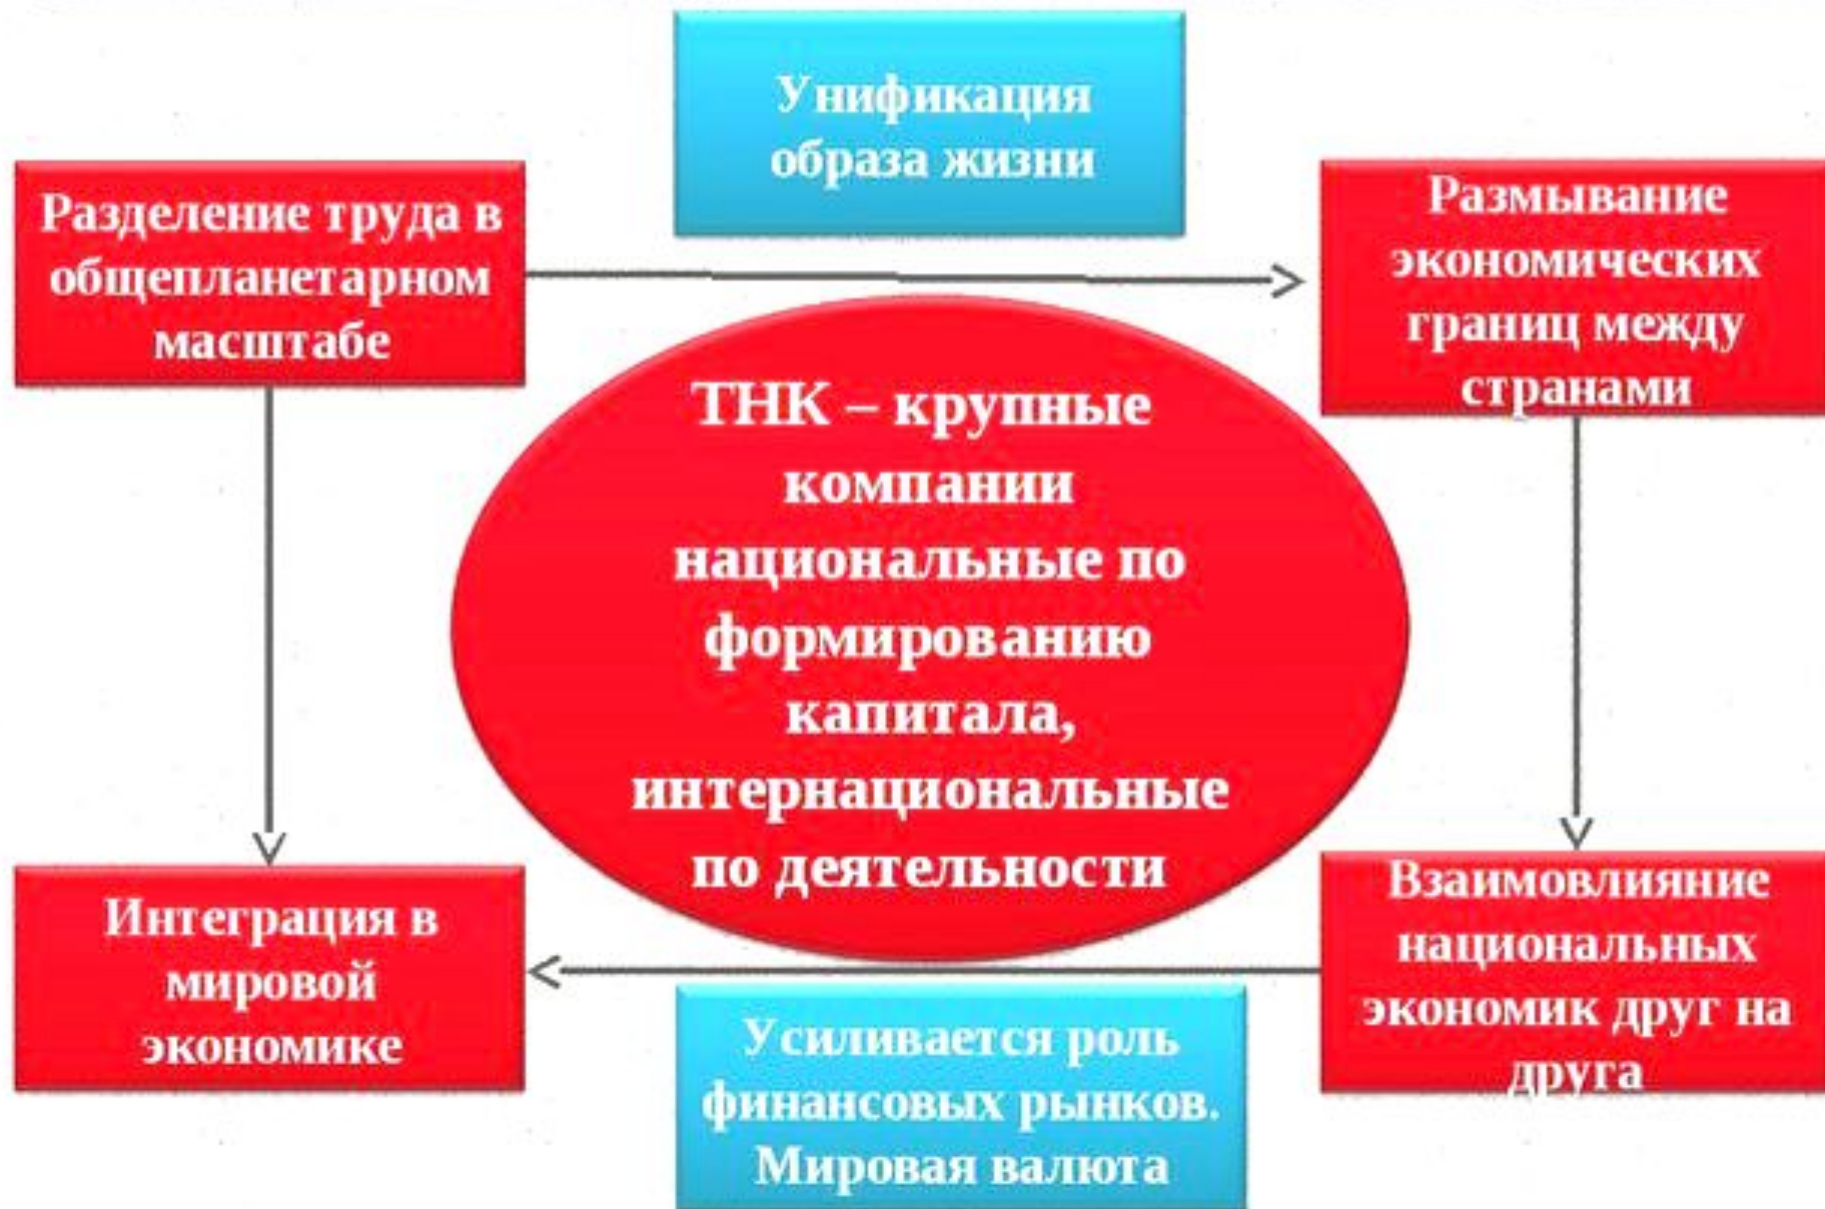 Унификация
образа жизни
Разделение труда в
общепланетарном
масштабе
Размывание
экономических
границ между
странами
ТНК – крупные
компании
национальные по
формированию
капитала,
интернациональные
по деятельности
Интеграция в
мировой
экономике
Взаимовлияние
национальных
экономик друг на
друга
Усиливается роль
финансовых рынков.
Мировая валюта